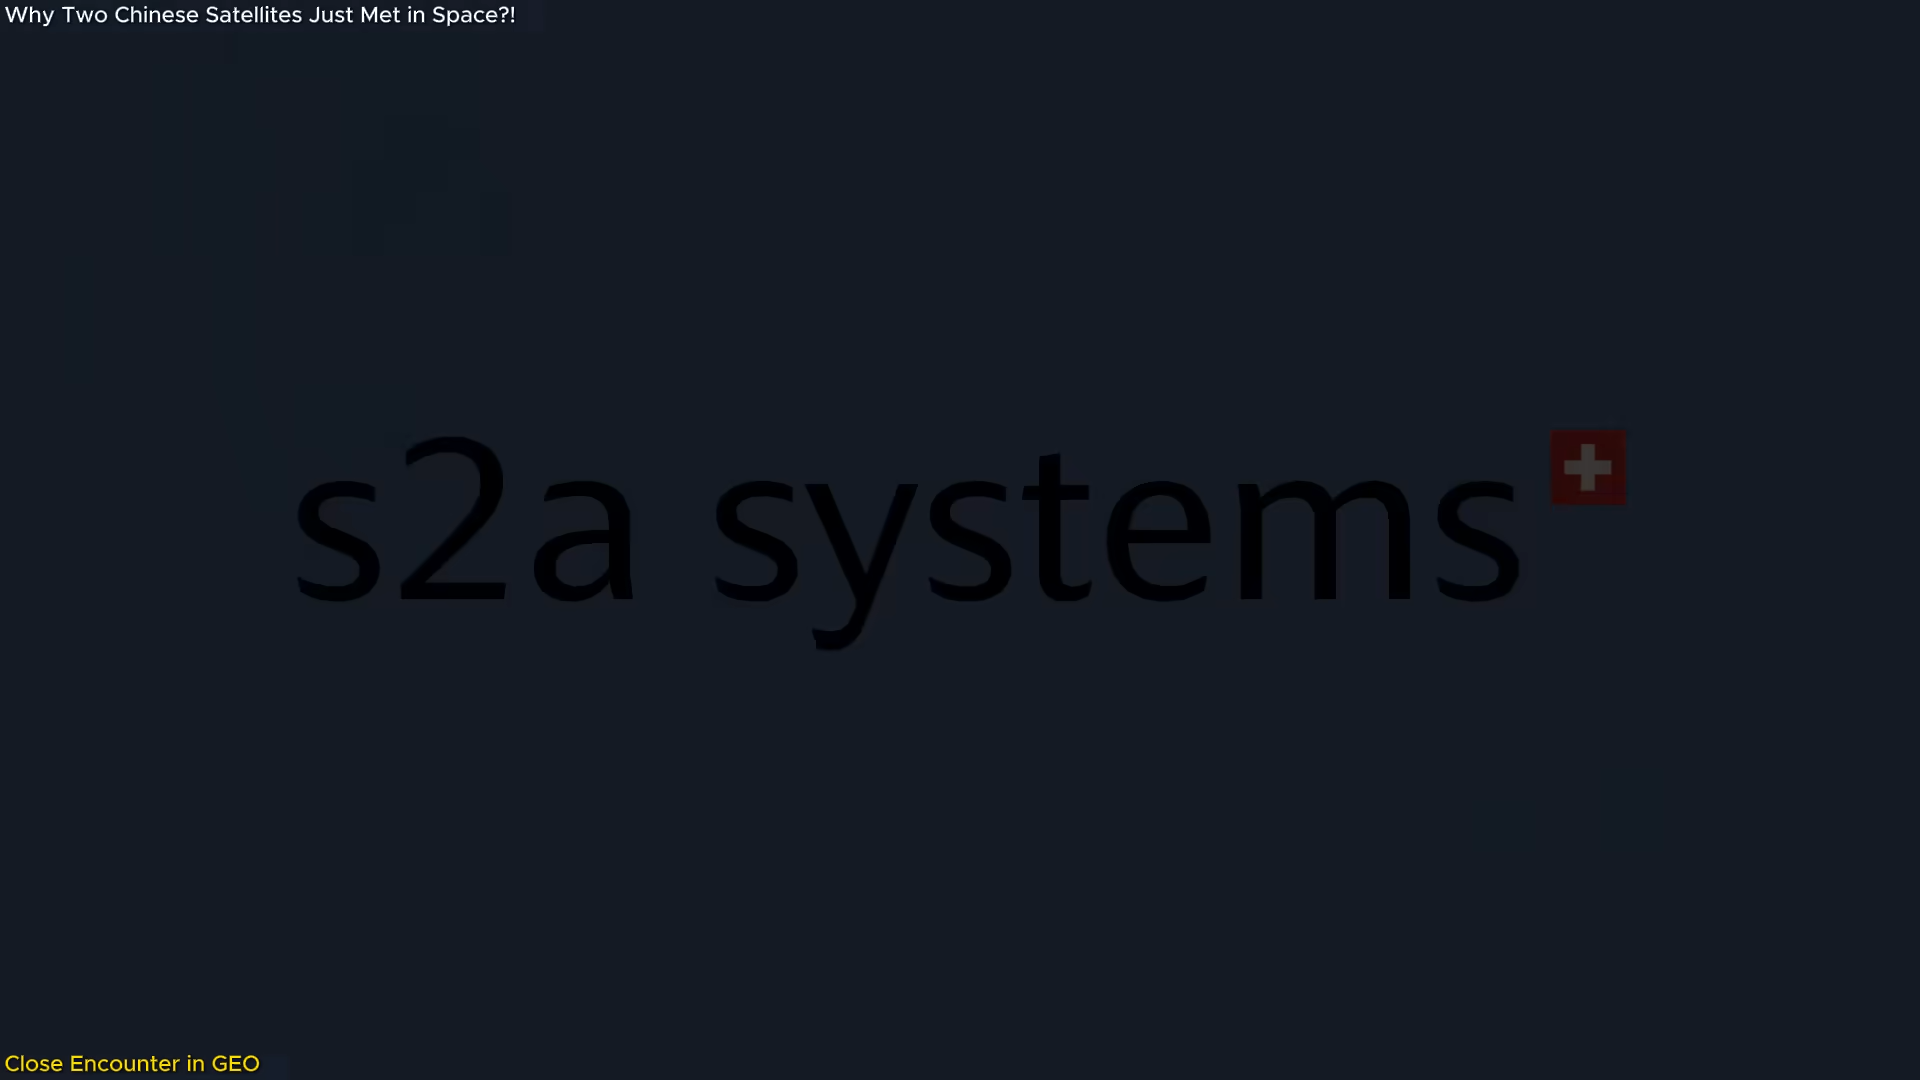 Why Two Chinese Satellites Just Met in Space?!
s2a systems
Close Encounter in GEO